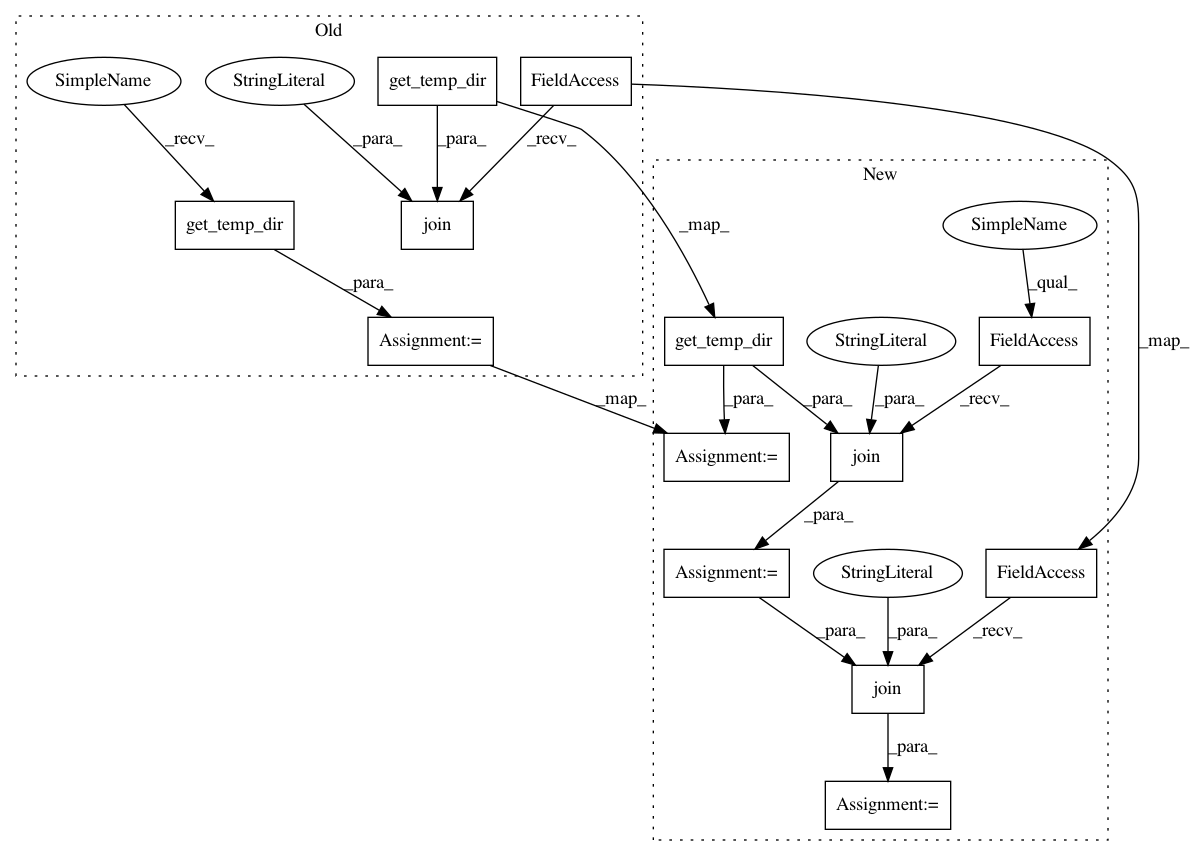 Old
SimpleName
StringLiteral
get_temp_dir
FieldAccess
_recv_
_para_
_para_
_recv_
New
get_temp_dir
join
_map_
SimpleName
_para_
_qual_
Assignment:=
get_temp_dir
StringLiteral
FieldAccess
_map_
_map_
_para_
_para_
_para_
_recv_
Assignment:=
join
_para_
Assignment:=
StringLiteral
FieldAccess
_para_
_para_
_recv_
join
_para_
Assignment:=